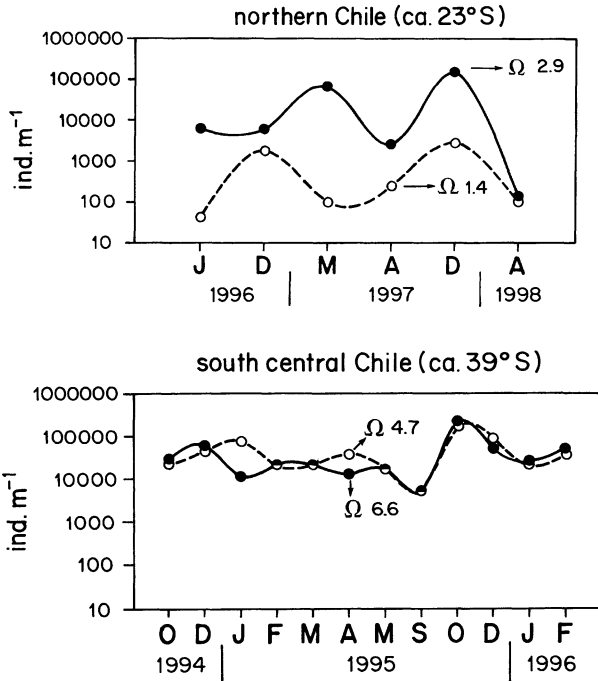 northern Chile (ca. 23°S)
1000000
100000
10000
1000
100
10
ind. m⁻¹
Ω 2.9
Ω 1.4
J D M A D A
1996 1997 1998
south central Chile (ca. 39°S)
1000000
100000
10000
1000
100
10
ind. m⁻¹
Ω 4.7
Ω 6.6
O D J F M A M S O D J F
1994 1995 1996